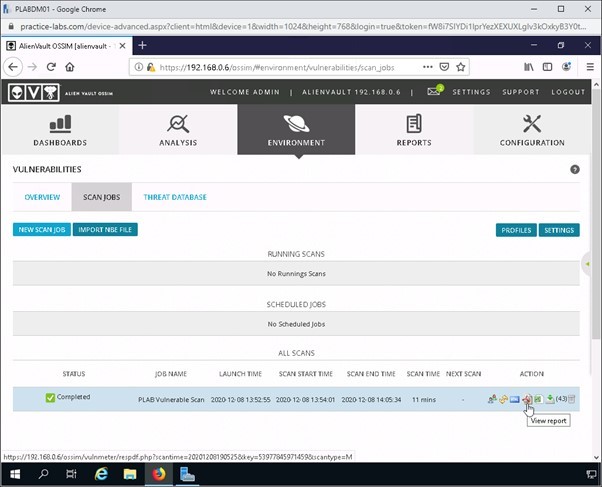 PLABDM01 - Google Chrome
practice-labs.com/device-advanced.aspx?client=html&device=1&width=1024&height=768&login=true&token=
AlienVault OSSIM [alienvault -
https://192.168.0.6/ossim/#environment/vulnerabilities/scan_jobs
ALIEN VAULT OSSIM
WELCOME ADMIN | ALIENVAULT 192.168.0.6 | SETTINGS SUPPORT LOGOUT
DASHBOARDS ANALYSIS ENVIRONMENT REPORTS CONFIGURATION
VULNERABILITIES
OVERVIEW SCAN JOBS THREAT DATABASE
NEW SCAN JOB IMPORT NBE FILE PROFILES SETTINGS
RUNNING SCANS
No Runnings Scans
SCHEDULED JOBS
No Scheduled Jobs
ALL SCANS
STATUS JOB NAME LAUNCH TIME SCAN START TIME SCAN END TIME SCAN TIME NEXT SCAN ACTION
Completed PLAB Vulnerable Scan 2020-12-08 13:52:55 2020-12-08 13:54:01 2020-12-08 14:05:34 11 mins - (43)
View report
https://192.168.0.6/ossim/vulnmeter/respdf.php?scantime=20201208190525&key=53977845971459&scantype=M